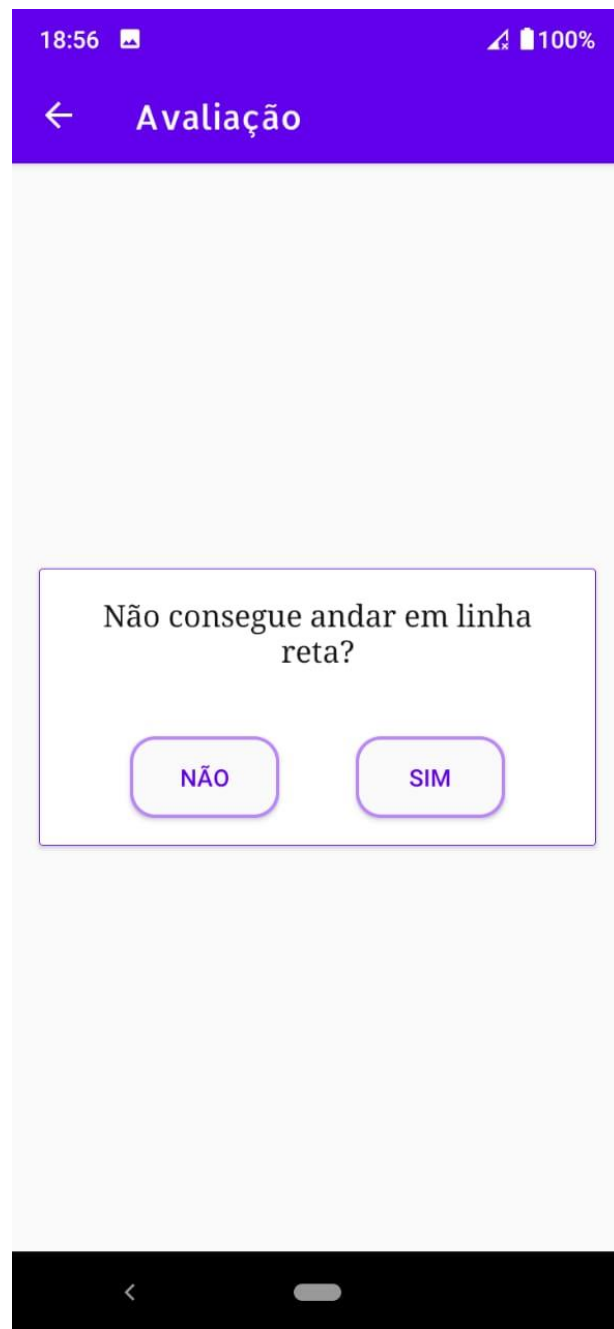 18:56
100%
Avaliação
Não consegue andar em linha
reta?
NÃO
SIM